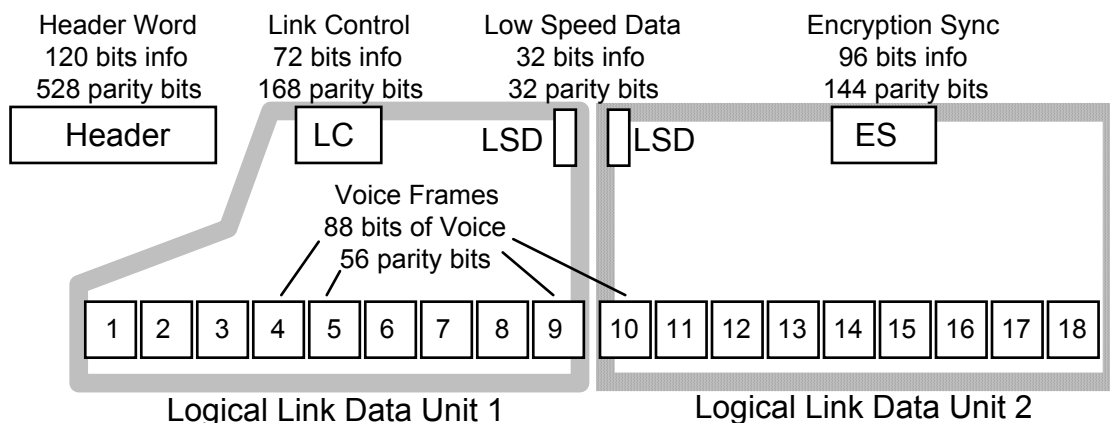 Header Word
120 bits info
528 parity bits
Link Control
72 bits info
168 parity bits
Low Speed Data
32 bits info
32 parity bits
Encryption Sync
96 bits info
144 parity bits
Header
LC
LSD
LSD
ES
Voice Frames
88 bits of Voice
56 parity bits
1 2 3 4 5 6 7 8 9 10 11 12 13 14 15 16 17 18
Logical Link Data Unit 1
Logical Link Data Unit 2